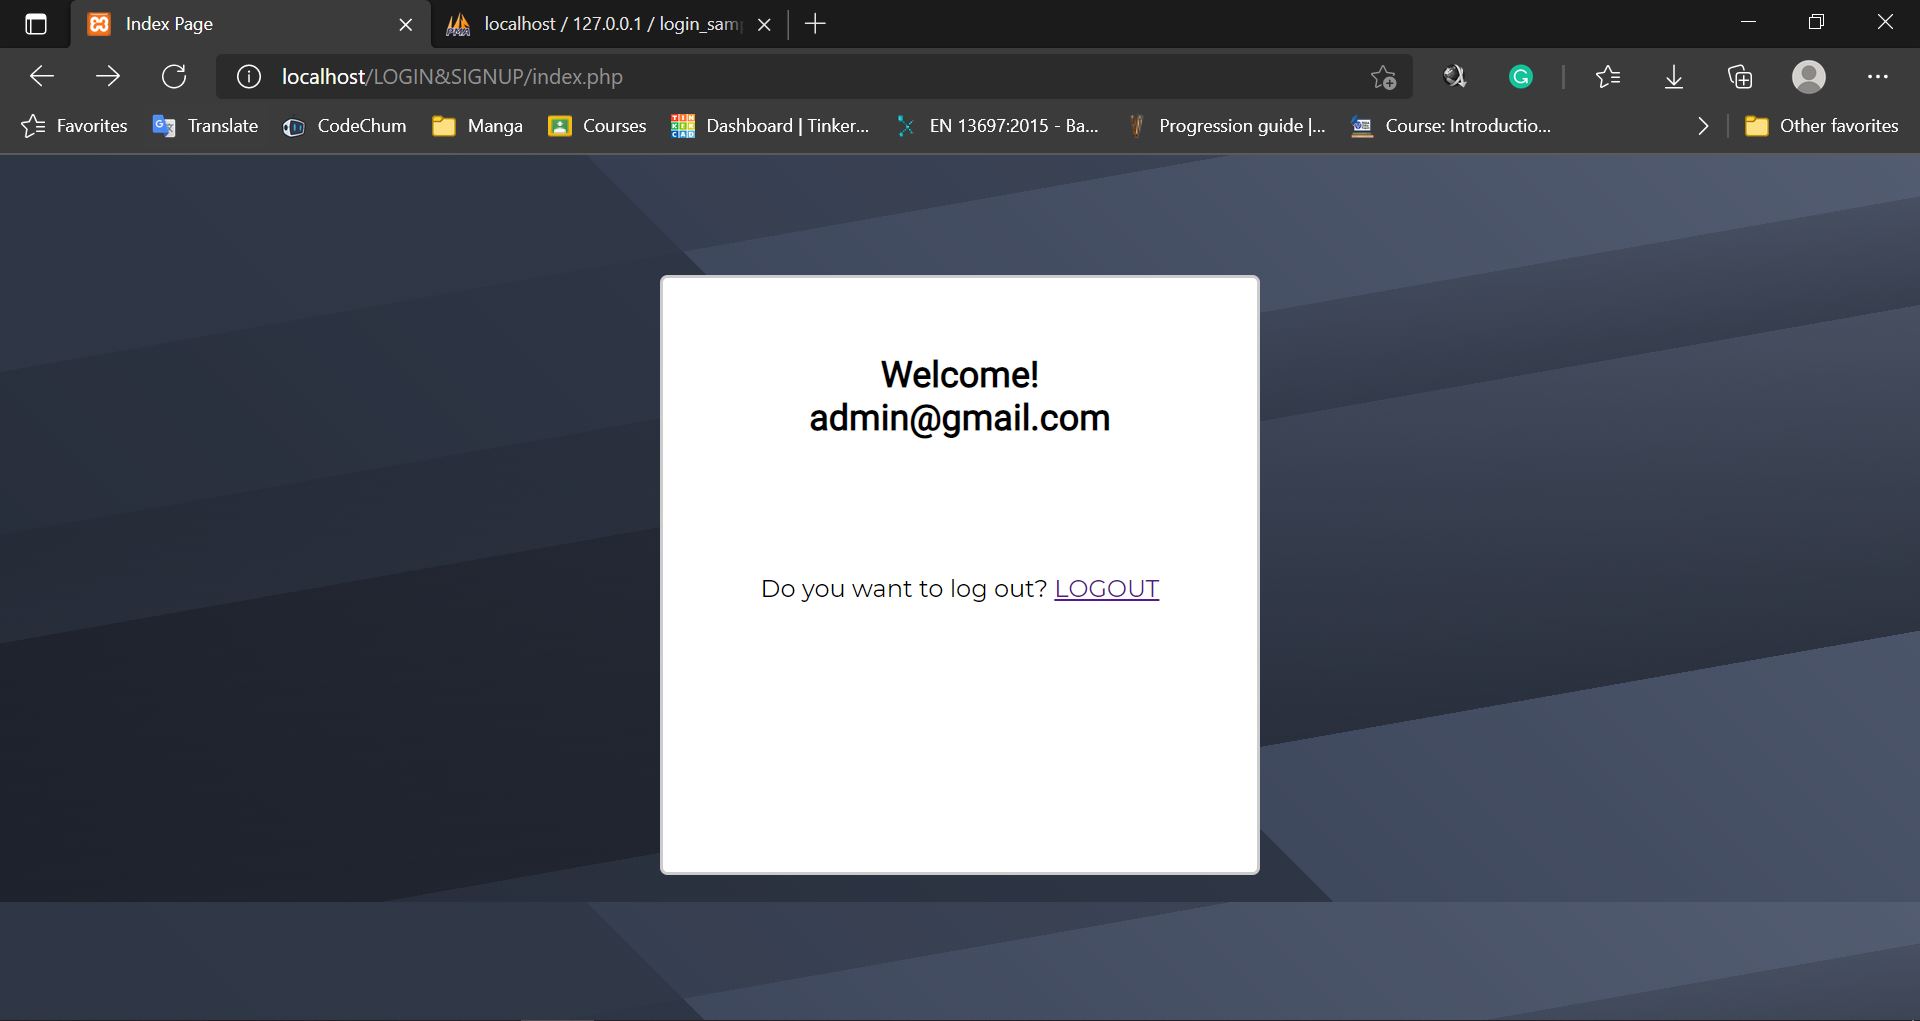 Index Page
localhost / 127.0.0.1 / login_sam
localhost/LOGIN&SIGNUP/index.php
Favorites
Translate
CodeChum
Manga
Courses
Dashboard | Tinker...
EN 13697:2015 - Ba...
Progression guide |...
Course: Introductio...
Other favorites
Welcome!
admin@gmail.com
Do you want to log out? LOGOUT